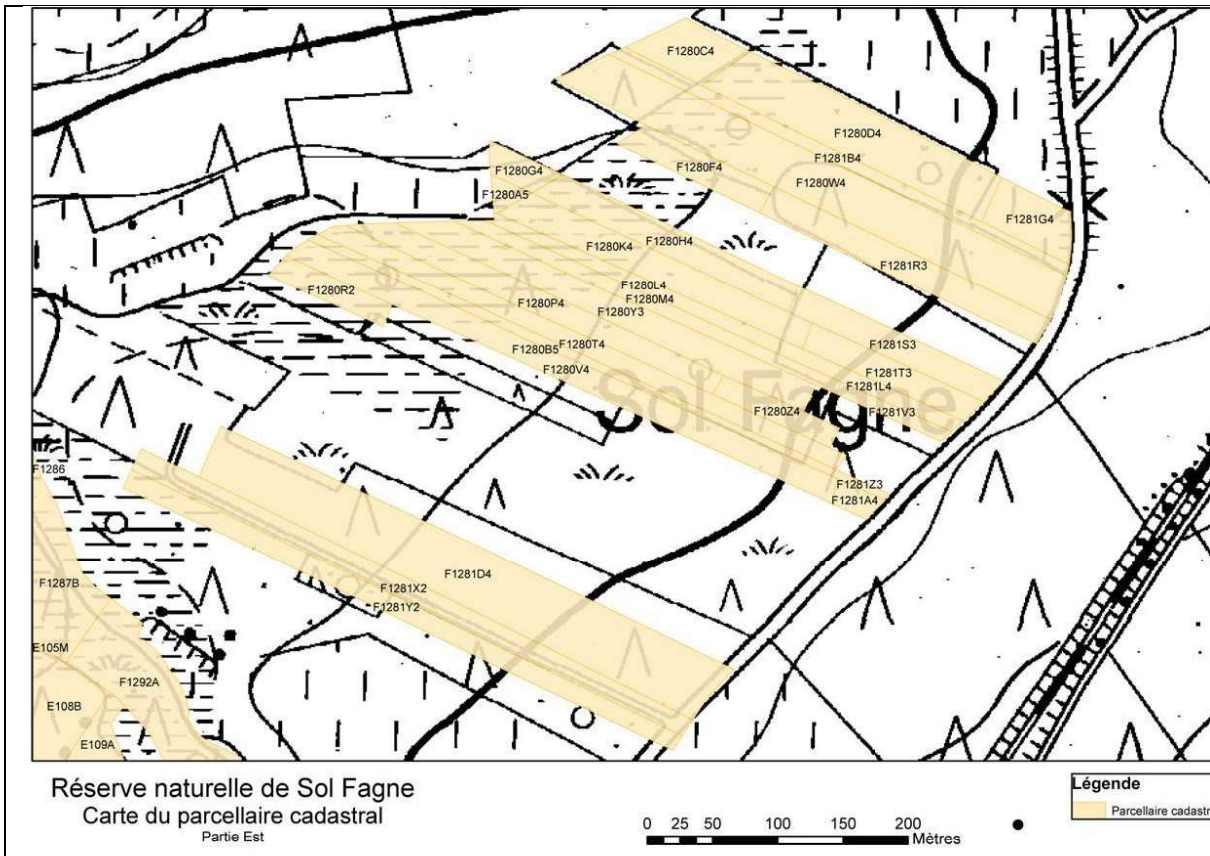 F1280C4
F1280D4
F1281B4
F1280F4
F1280W4
F1280G4
F1280A5
F1281G4
F1280K4
F1280H4
F1281R3
F1280R2
F1280L4
F1280P4
F1280M4
F1280Y3
F1280B5
F1280T4
F1281S3
F1280V4
F1281T3
F1281L4
Sol Fagne
F1280Z4
F1281V3
F1286
F1281Z3
F1281A4
F1287B
F1281D4
F1281X2
F1281Y2
E105M
F1292A
E108B
E109A
Réserve naturelle de Sol Fagne
Carte du parcellaire cadastral
Partie Est
0 25 50 100 150 200
Mètres
Légende
Parcellaire cadastr